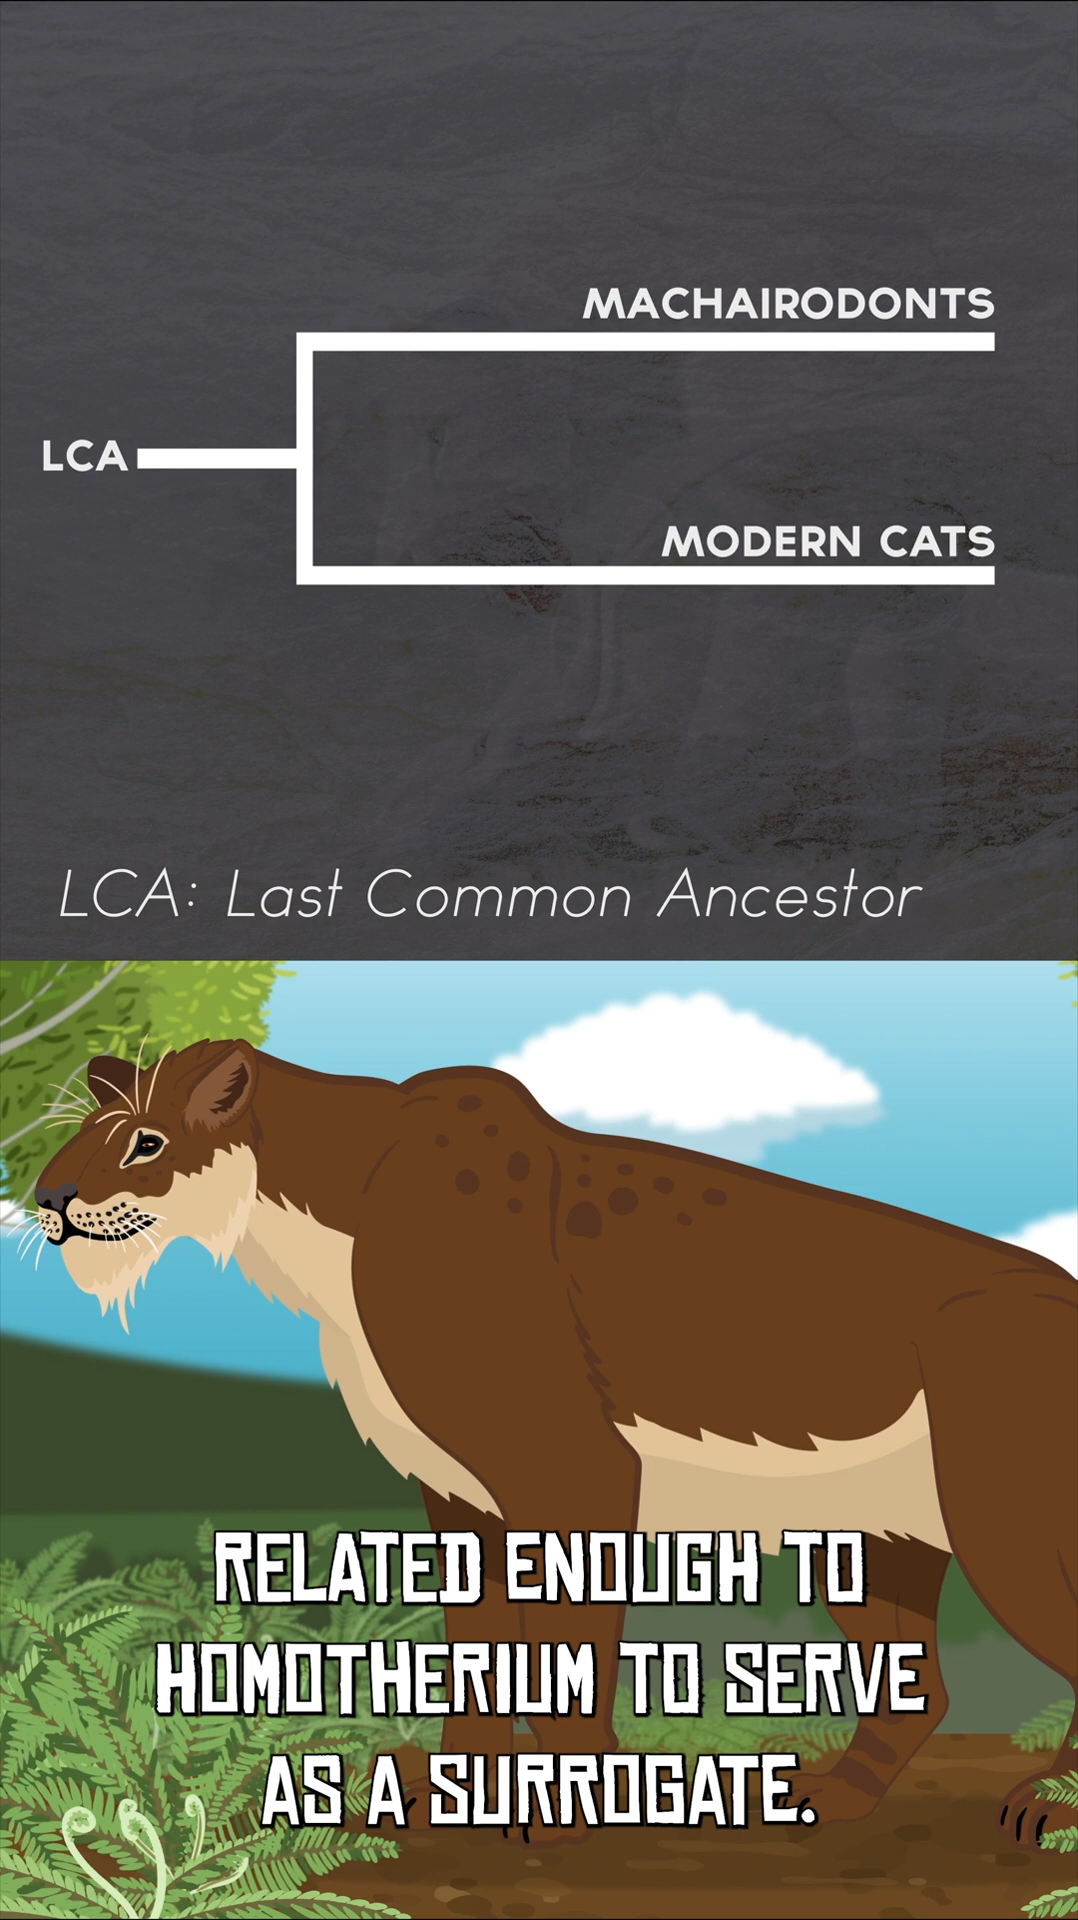 MACHAIRODONTS
LCA
MODERN CATS
LCA: Last Common Ancestor
RELATED ENOUGH TO
HOMOTHERIUM TO SERVE
AS A SURROGATE.